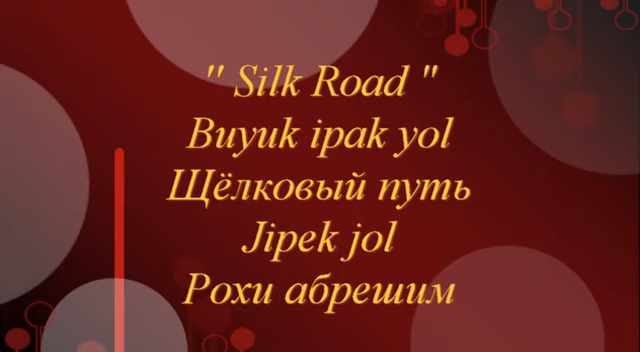 " Silk Road "
Buyuk ipak yol
Щёлковый путь
Jipek jol
Рохи абрешим